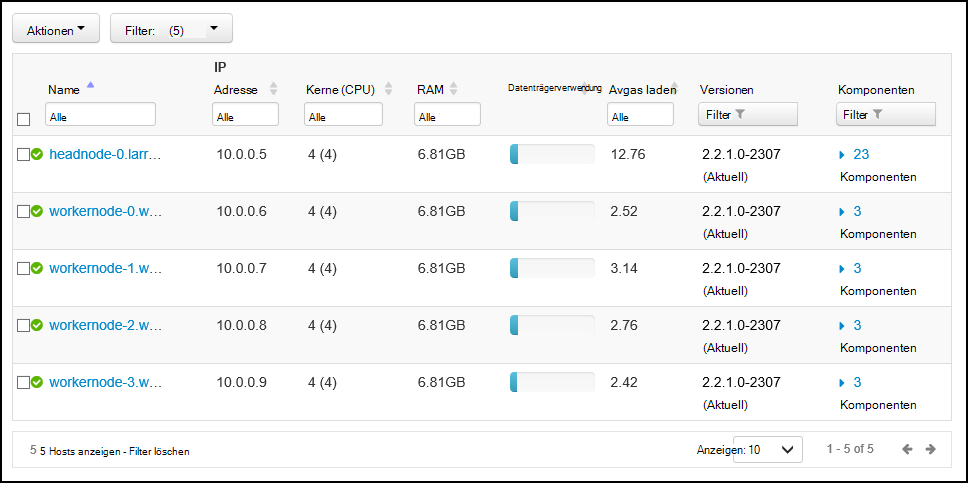 Aktionen Filter: (5)
IP
Name Adresse Kerne (CPU) RAM Datenträgerverwendung Avgas laden Versionen Komponenten
Alle Alle Alle Alle Alle Filter Filter
headnode-0.larr... 10.0.0.5 4 (4) 6.81GB 12.76 2.2.1.0-2307 23
(Aktuell) Komponenten
workernode-0.w... 10.0.0.6 4 (4) 6.81GB 2.52 2.2.1.0-2307 3
(Aktuell) Komponenten
workernode-1.w... 10.0.0.7 4 (4) 6.81GB 3.14 2.2.1.0-2307 3
(Aktuell) Komponenten
workernode-2.w... 10.0.0.8 4 (4) 6.81GB 2.76 2.2.1.0-2307 3
(Aktuell) Komponenten
workernode-3.w... 10.0.0.9 4 (4) 6.81GB 2.42 2.2.1.0-2307 3
(Aktuell) Komponenten
5 5 Hosts anzeigen - Filter löschen Anzeigen: 10 1 - 5 of 5